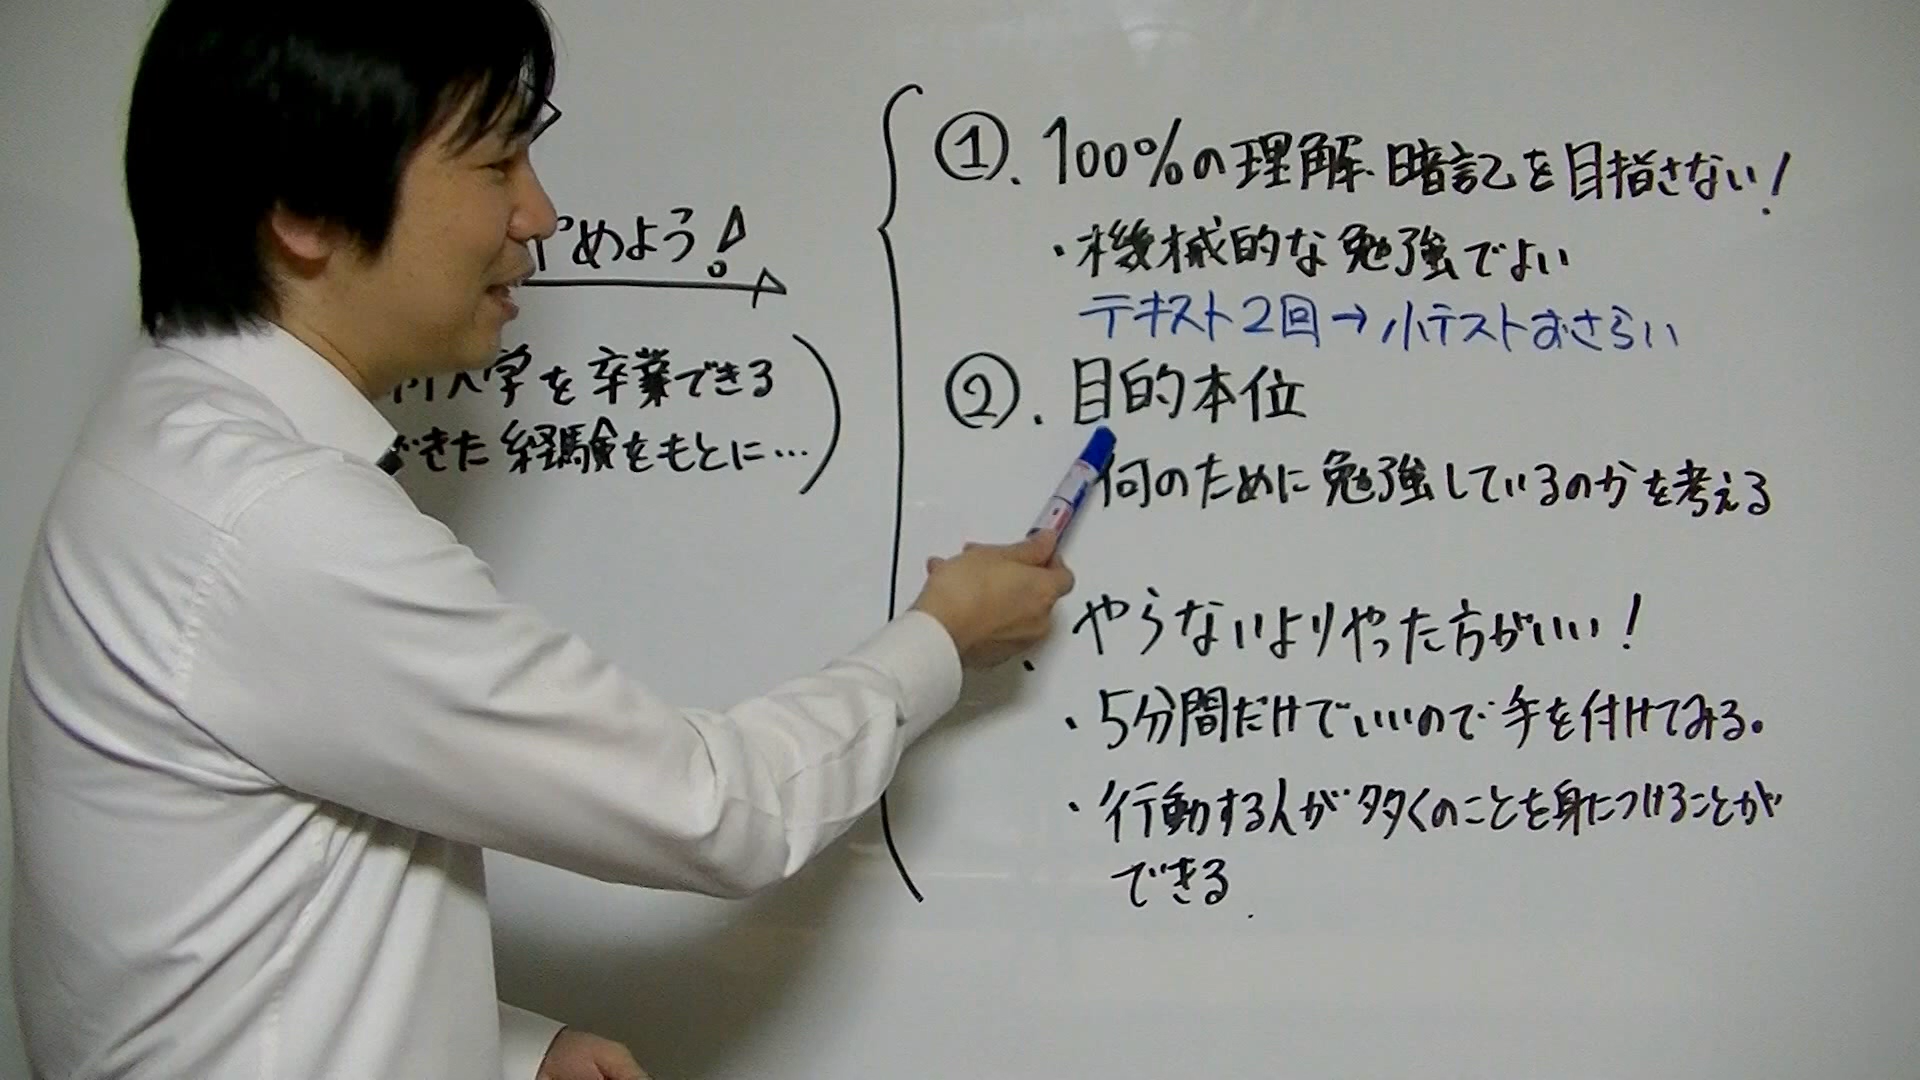 やめよう!
大学を卒業できる
できた経験をもとに…
①. 100%の理解.暗記を目指さない!
・機械的な勉強でよい
テキスト2回→小テストおさらい
②. 目的本位
何のために勉強しているのかを考える
やらないよりやった方がいい!
・5分間だけでいいので手を付けてみる。
・行動する人が多くのことを身につけることが
できる